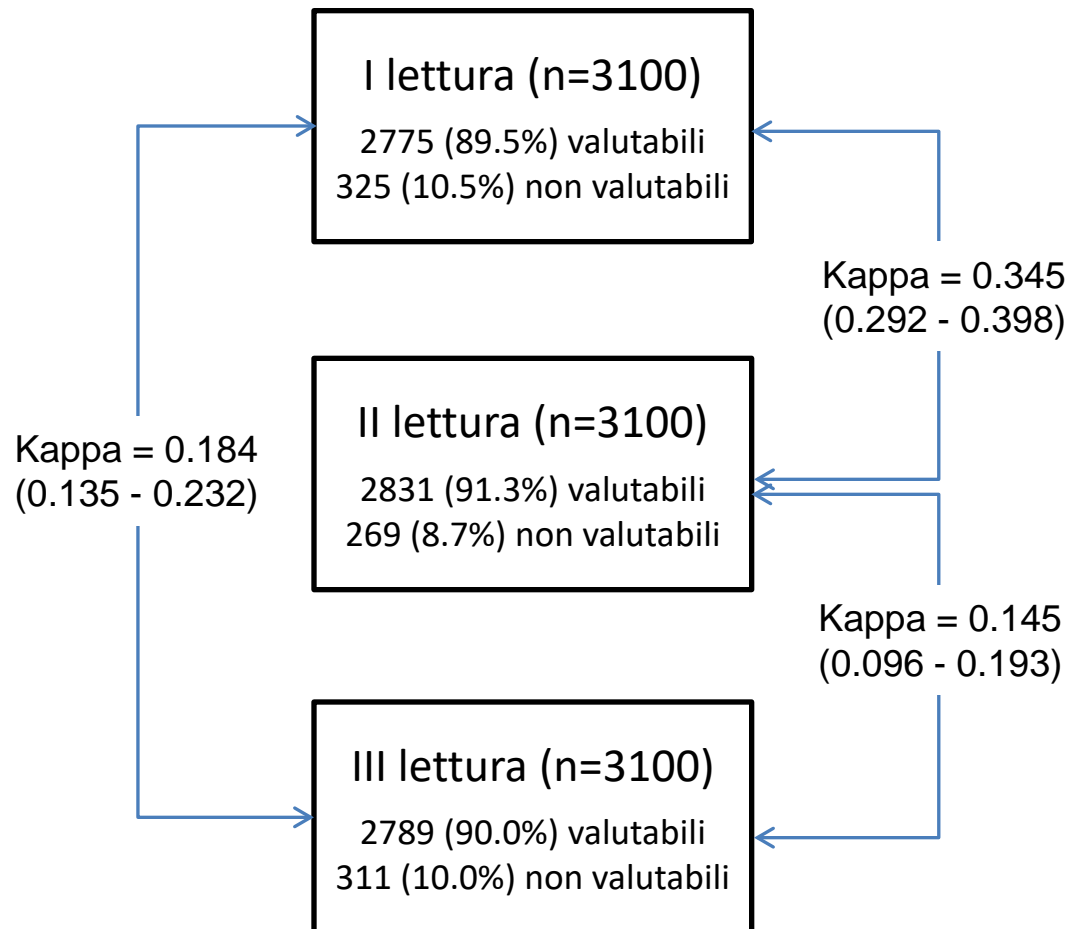 I lettura (n=3100)
2775 (89.5%) valutabili
325 (10.5%) non valutabili
Kappa = 0.345
(0.292 - 0.398)
II lettura (n=3100)
2831 (91.3%) valutabili
269 (8.7%) non valutabili
Kappa = 0.184
(0.135 - 0.232)
Kappa = 0.145
(0.096 - 0.193)
III lettura (n=3100)
2789 (90.0%) valutabili
311 (10.0%) non valutabili